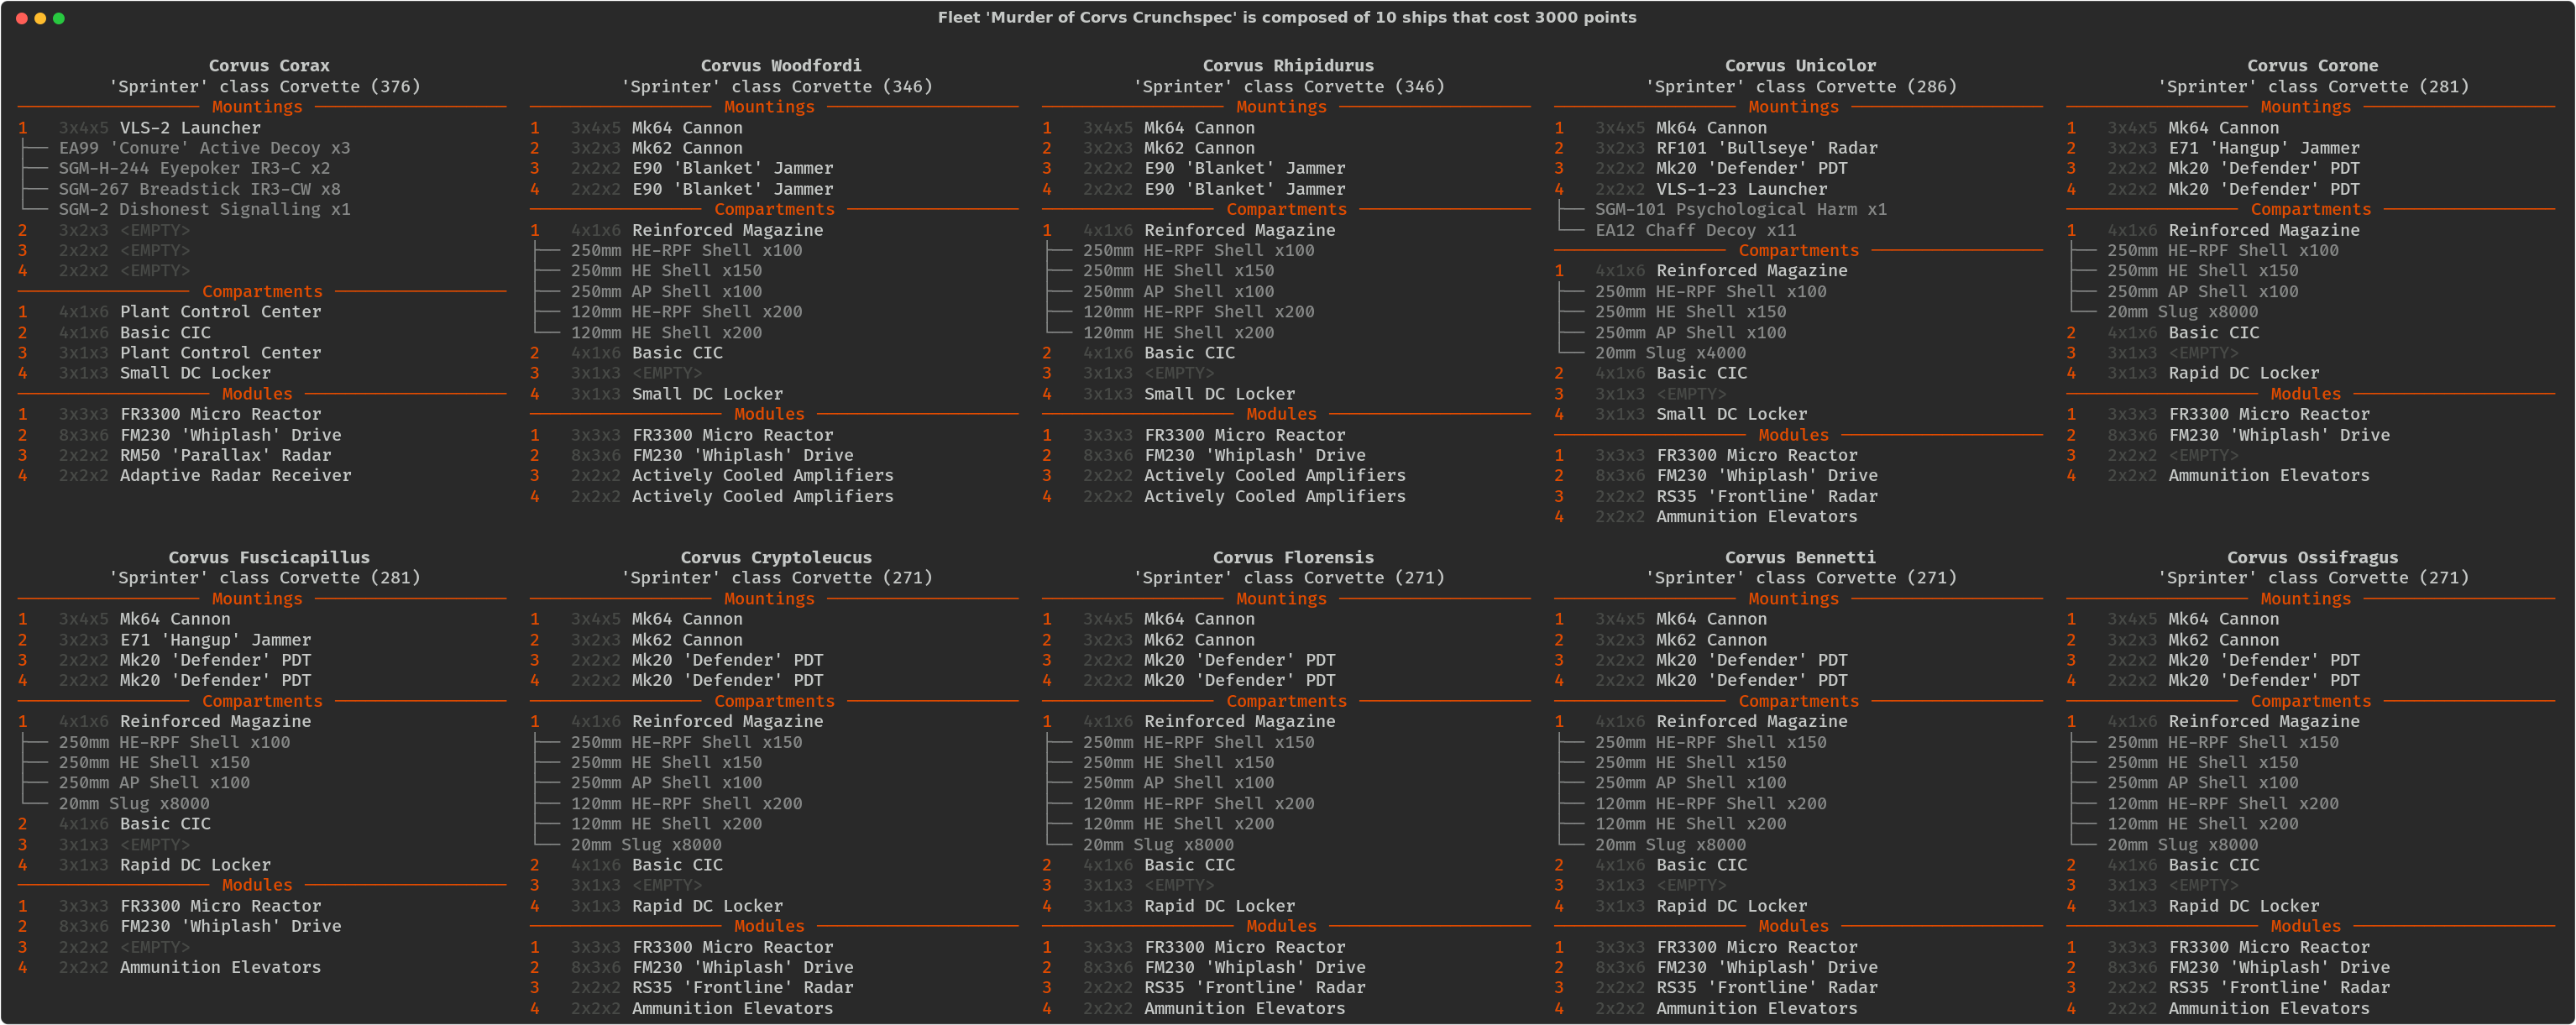 Fleet 'Murder of Corvs Crunchspec' is composed of 10 ships that cost 3000 points
Corvus Corax
'Sprinter' class Corvette (376)
Mountings
1 3x4x5 VLS-2 Launcher
EA99 'Conure' Active Decoy x3
SGM-H-244 Eyepoker IR3-C x2
SGM-267 Breadstick IR3-CW x8
SGM-2 Dishonest Signalling x1
2 3x2x3 <EMPTY>
3 2x2x2 <EMPTY>
4 2x2x2 <EMPTY>
Compartments
1 4x1x6 Plant Control Center
2 4x1x6 Basic CIC
3 3x1x3 Plant Control Center
4 3x1x3 Small DC Locker
Modules
1 3x3x3 FR3300 Micro Reactor
2 8x3x6 FM230 'Whiplash' Drive
3 2x2x2 RM50 'Parallax' Radar
4 2x2x2 Adaptive Radar Receiver
Corvus Woodfordi
'Sprinter' class Corvette (346)
Mountings
1 3x4x5 Mk64 Cannon
2 3x2x3 Mk62 Cannon
3 2x2x2 E90 'Blanket' Jammer
4 2x2x2 E90 'Blanket' Jammer
Compartments
1 4x1x6 Reinforced Magazine
250mm HE-RPF Shell x100
250mm HE Shell x150
250mm AP Shell x100
120mm HE-RPF Shell x200
120mm HE Shell x200
2 4x1x6 Basic CIC
3 3x1x3 <EMPTY>
4 3x1x3 Small DC Locker
Modules
1 3x3x3 FR3300 Micro Reactor
2 8x3x6 FM230 'Whiplash' Drive
3 2x2x2 Actively Cooled Amplifiers
4 2x2x2 Actively Cooled Amplifiers
Corvus Rhipidurus
'Sprinter' class Corvette (346)
Mountings
1 3x4x5 Mk64 Cannon
2 3x2x3 Mk62 Cannon
3 2x2x2 E90 'Blanket' Jammer
4 2x2x2 E90 'Blanket' Jammer
Compartments
1 4x1x6 Reinforced Magazine
250mm HE-RPF Shell x100
250mm HE Shell x150
250mm AP Shell x100
120mm HE-RPF Shell x200
120mm HE Shell x200
2 4x1x6 Basic CIC
3 3x1x3 <EMPTY>
4 3x1x3 Small DC Locker
Modules
1 3x3x3 FR3300 Micro Reactor
2 8x3x6 FM230 'Whiplash' Drive
3 2x2x2 Actively Cooled Amplifiers
4 2x2x2 Actively Cooled Amplifiers
Corvus Unicolor
'Sprinter' class Corvette (286)
Mountings
1 3x4x5 Mk64 Cannon
2 3x2x3 RF101 'Bullseye' Radar
3 2x2x2 Mk20 'Defender' PDT
4 2x2x2 VLS-1-23 Launcher
SGM-101 Psychological Harm x1
EA12 Chaff Decoy x11
Compartments
1 4x1x6 Reinforced Magazine
250mm HE-RPF Shell x100
250mm HE Shell x150
250mm AP Shell x100
20mm Slug x4000
2 4x1x6 Basic CIC
3 3x1x3 <EMPTY>
4 3x1x3 Small DC Locker
Modules
1 3x3x3 FR3300 Micro Reactor
2 8x3x6 FM230 'Whiplash' Drive
3 2x2x2 RS35 'Frontline' Radar
4 2x2x2 Ammunition Elevators
Corvus Corone
'Sprinter' class Corvette (281)
Mountings
1 3x4x5 Mk64 Cannon
2 3x2x3 E71 'Hangup' Jammer
3 2x2x2 Mk20 'Defender' PDT
4 2x2x2 Mk20 'Defender' PDT
Compartments
1 4x1x6 Reinforced Magazine
250mm HE-RPF Shell x100
250mm HE Shell x150
250mm AP Shell x100
20mm Slug x8000
2 4x1x6 Basic CIC
3 3x1x3 <EMPTY>
4 3x1x3 Rapid DC Locker
Modules
1 3x3x3 FR3300 Micro Reactor
2 8x3x6 FM230 'Whiplash' Drive
3 2x2x2 <EMPTY>
4 2x2x2 Ammunition Elevators
Corvus Fuscicapillus
'Sprinter' class Corvette (281)
Mountings
1 3x4x5 Mk64 Cannon
2 3x2x3 E71 'Hangup' Jammer
3 2x2x2 Mk20 'Defender' PDT
4 2x2x2 Mk20 'Defender' PDT
Compartments
1 4x1x6 Reinforced Magazine
250mm HE-RPF Shell x100
250mm HE Shell x150
250mm AP Shell x100
20mm Slug x8000
2 4x1x6 Basic CIC
3 3x1x3 <EMPTY>
4 3x1x3 Rapid DC Locker
Modules
1 3x3x3 FR3300 Micro Reactor
2 8x3x6 FM230 'Whiplash' Drive
3 2x2x2 <EMPTY>
4 2x2x2 Ammunition Elevators
Corvus Cryptoleucus
'Sprinter' class Corvette (271)
Mountings
1 3x4x5 Mk64 Cannon
2 3x2x3 Mk62 Cannon
3 2x2x2 Mk20 'Defender' PDT
4 2x2x2 Mk20 'Defender' PDT
Compartments
1 4x1x6 Reinforced Magazine
250mm HE-RPF Shell x150
250mm HE Shell x150
250mm AP Shell x100
120mm HE-RPF Shell x200
120mm HE Shell x200
20mm Slug x8000
2 4x1x6 Basic CIC
3 3x1x3 <EMPTY>
4 3x1x3 Rapid DC Locker
Modules
1 3x3x3 FR3300 Micro Reactor
2 8x3x6 FM230 'Whiplash' Drive
3 2x2x2 RS35 'Frontline' Radar
4 2x2x2 Ammunition Elevators
Corvus Florensis
'Sprinter' class Corvette (271)
Mountings
1 3x4x5 Mk64 Cannon
2 3x2x3 Mk62 Cannon
3 2x2x2 Mk20 'Defender' PDT
4 2x2x2 Mk20 'Defender' PDT
Compartments
1 4x1x6 Reinforced Magazine
250mm HE-RPF Shell x150
250mm HE Shell x150
250mm AP Shell x100
120mm HE-RPF Shell x200
120mm HE Shell x200
20mm Slug x8000
2 4x1x6 Basic CIC
3 3x1x3 <EMPTY>
4 3x1x3 Rapid DC Locker
Modules
1 3x3x3 FR3300 Micro Reactor
2 8x3x6 FM230 'Whiplash' Drive
3 2x2x2 RS35 'Frontline' Radar
4 2x2x2 Ammunition Elevators
Corvus Bennetti
'Sprinter' class Corvette (271)
Mountings
1 3x4x5 Mk64 Cannon
2 3x2x3 Mk62 Cannon
3 2x2x2 Mk20 'Defender' PDT
4 2x2x2 Mk20 'Defender' PDT
Compartments
1 4x1x6 Reinforced Magazine
250mm HE-RPF Shell x150
250mm HE Shell x150
250mm AP Shell x100
120mm HE-RPF Shell x200
120mm HE Shell x200
20mm Slug x8000
2 4x1x6 Basic CIC
3 3x1x3 <EMPTY>
4 3x1x3 Rapid DC Locker
Modules
1 3x3x3 FR3300 Micro Reactor
2 8x3x6 FM230 'Whiplash' Drive
3 2x2x2 RS35 'Frontline' Radar
4 2x2x2 Ammunition Elevators
Corvus Ossifragus
'Sprinter' class Corvette (271)
Mountings
1 3x4x5 Mk64 Cannon
2 3x2x3 Mk62 Cannon
3 2x2x2 Mk20 'Defender' PDT
4 2x2x2 Mk20 'Defender' PDT
Compartments
1 4x1x6 Reinforced Magazine
250mm HE-RPF Shell x150
250mm HE Shell x150
250mm AP Shell x100
120mm HE-RPF Shell x200
120mm HE Shell x200
20mm Slug x8000
2 4x1x6 Basic CIC
3 3x1x3 <EMPTY>
4 3x1x3 Rapid DC Locker
Modules
1 3x3x3 FR3300 Micro Reactor
2 8x3x6 FM230 'Whiplash' Drive
3 2x2x2 RS35 'Frontline' Radar
4 2x2x2 Ammunition Elevators